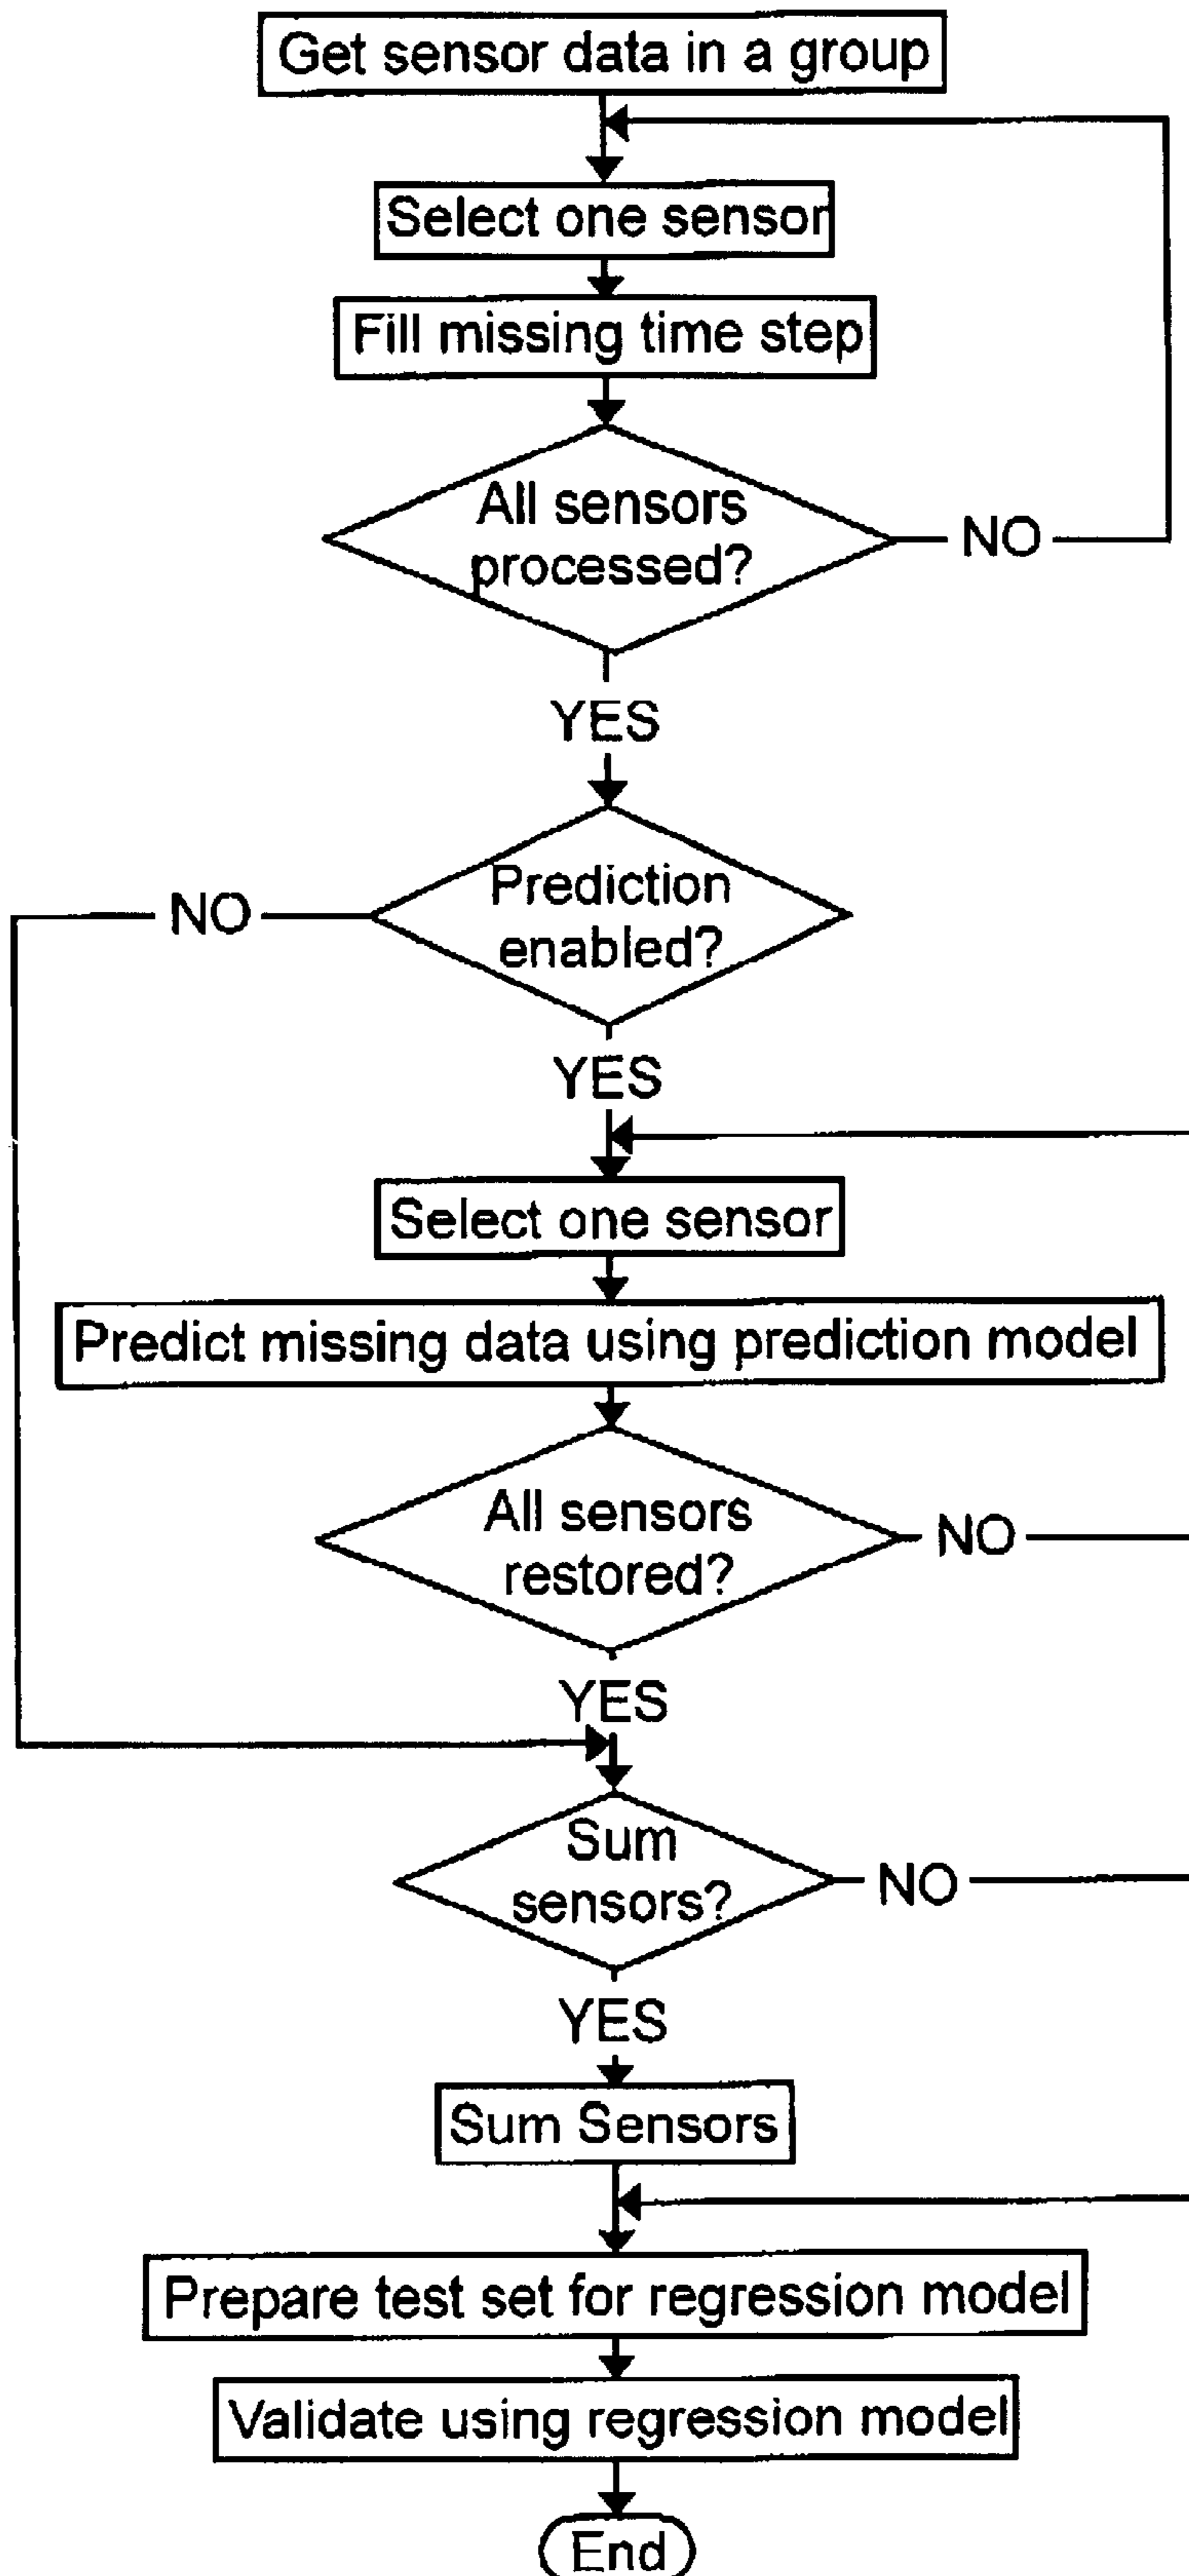 Get sensor data in a group
Select one sensor
Fill missing time step
All sensors
processed?
NO
YES
Prediction
enabled?
NO
YES
Select one sensor
Predict missing data using prediction model
All sensors
restored?
NO
YES
Sum
sensors?
NO
YES
Sum Sensors
Prepare test set for regression model
Validate using regression model
End